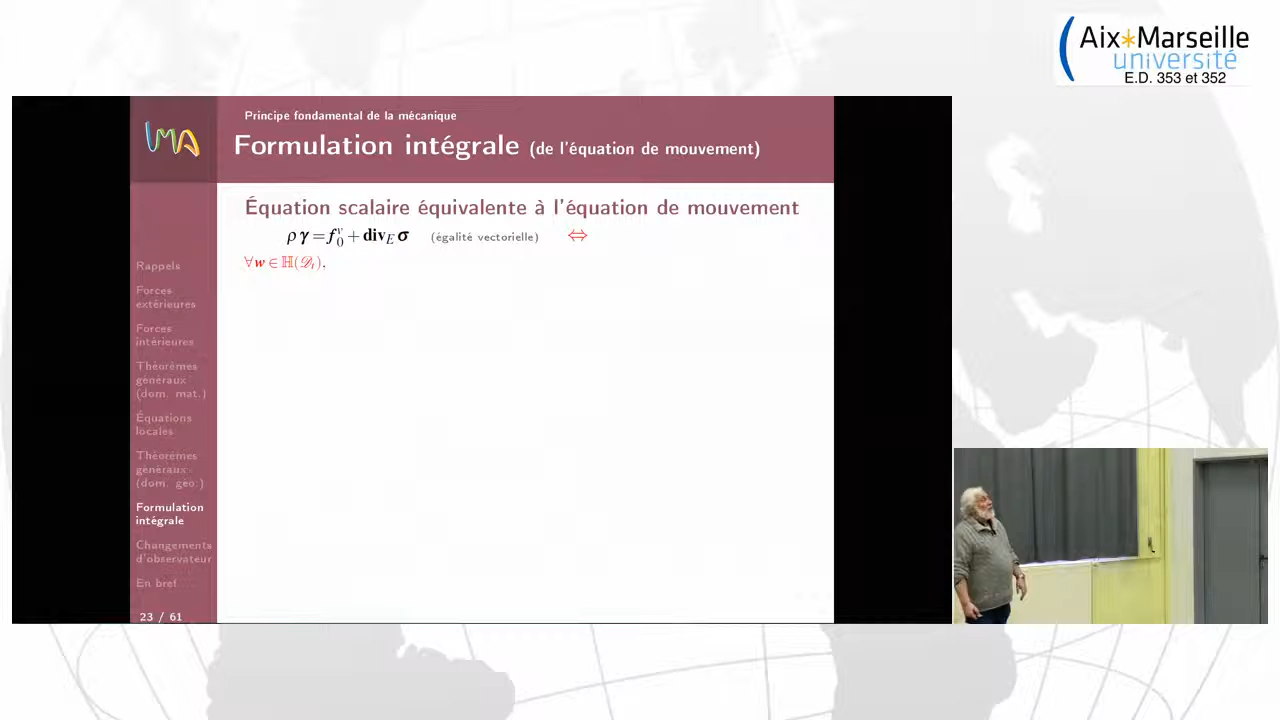 Aix*Marseille
université
E.D. 353 et 352
LMA
Principe fondamental de la mécanique
Formulation intégrale (de l'équation de mouvement)
Équation scalaire équivalente à l'équation de mouvement
ρ γ = f₀ᵛ + div_E σ (égalité vectorielle) ⇔
∀w ∈ ℍ(𝒟ₜ),
Rappels
Forces
extérieures
Forces
intérieures
Théorèmes
généraux
(dom. mat.)
Équations
locales
Théorèmes
généraux
(dom. géo.)
Formulation
intégrale
Changements
d'observateur
En bref
23 / 61